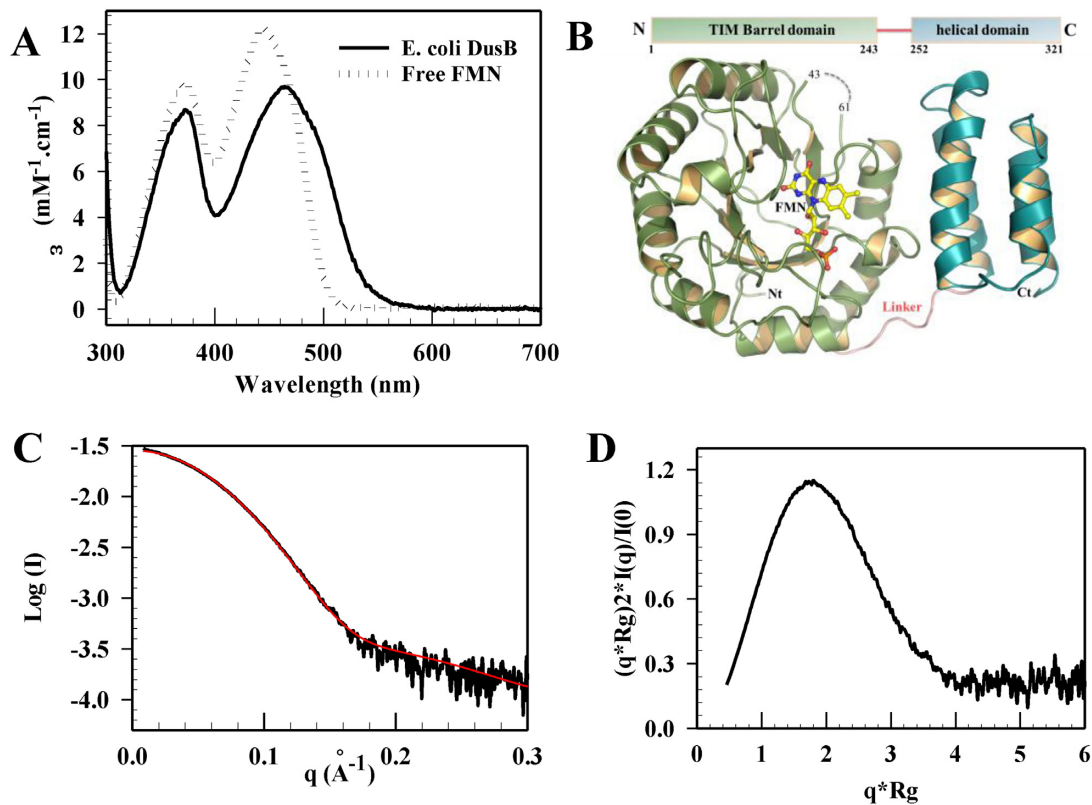 A
12
10
8
6
4
2
0
ε (mM⁻¹.cm⁻¹)
E. coli DusB
Free FMN
300 400 500 600 700
Wavelength (nm)
B
N TIM Barrel domain helical domain C
1 243 252 321
43
61
FMN
Nt
Linker
Ct
C
-1.5
-2.0
-2.5
-3.0
-3.5
-4.0
Log (I)
0.0 0.1 0.2 0.3
q (Å⁻¹)
D
1.2
0.9
0.6
0.3
0.0
(q*Rg)2*I(q)/I(0)
0 1 2 3 4 5 6
q*Rg